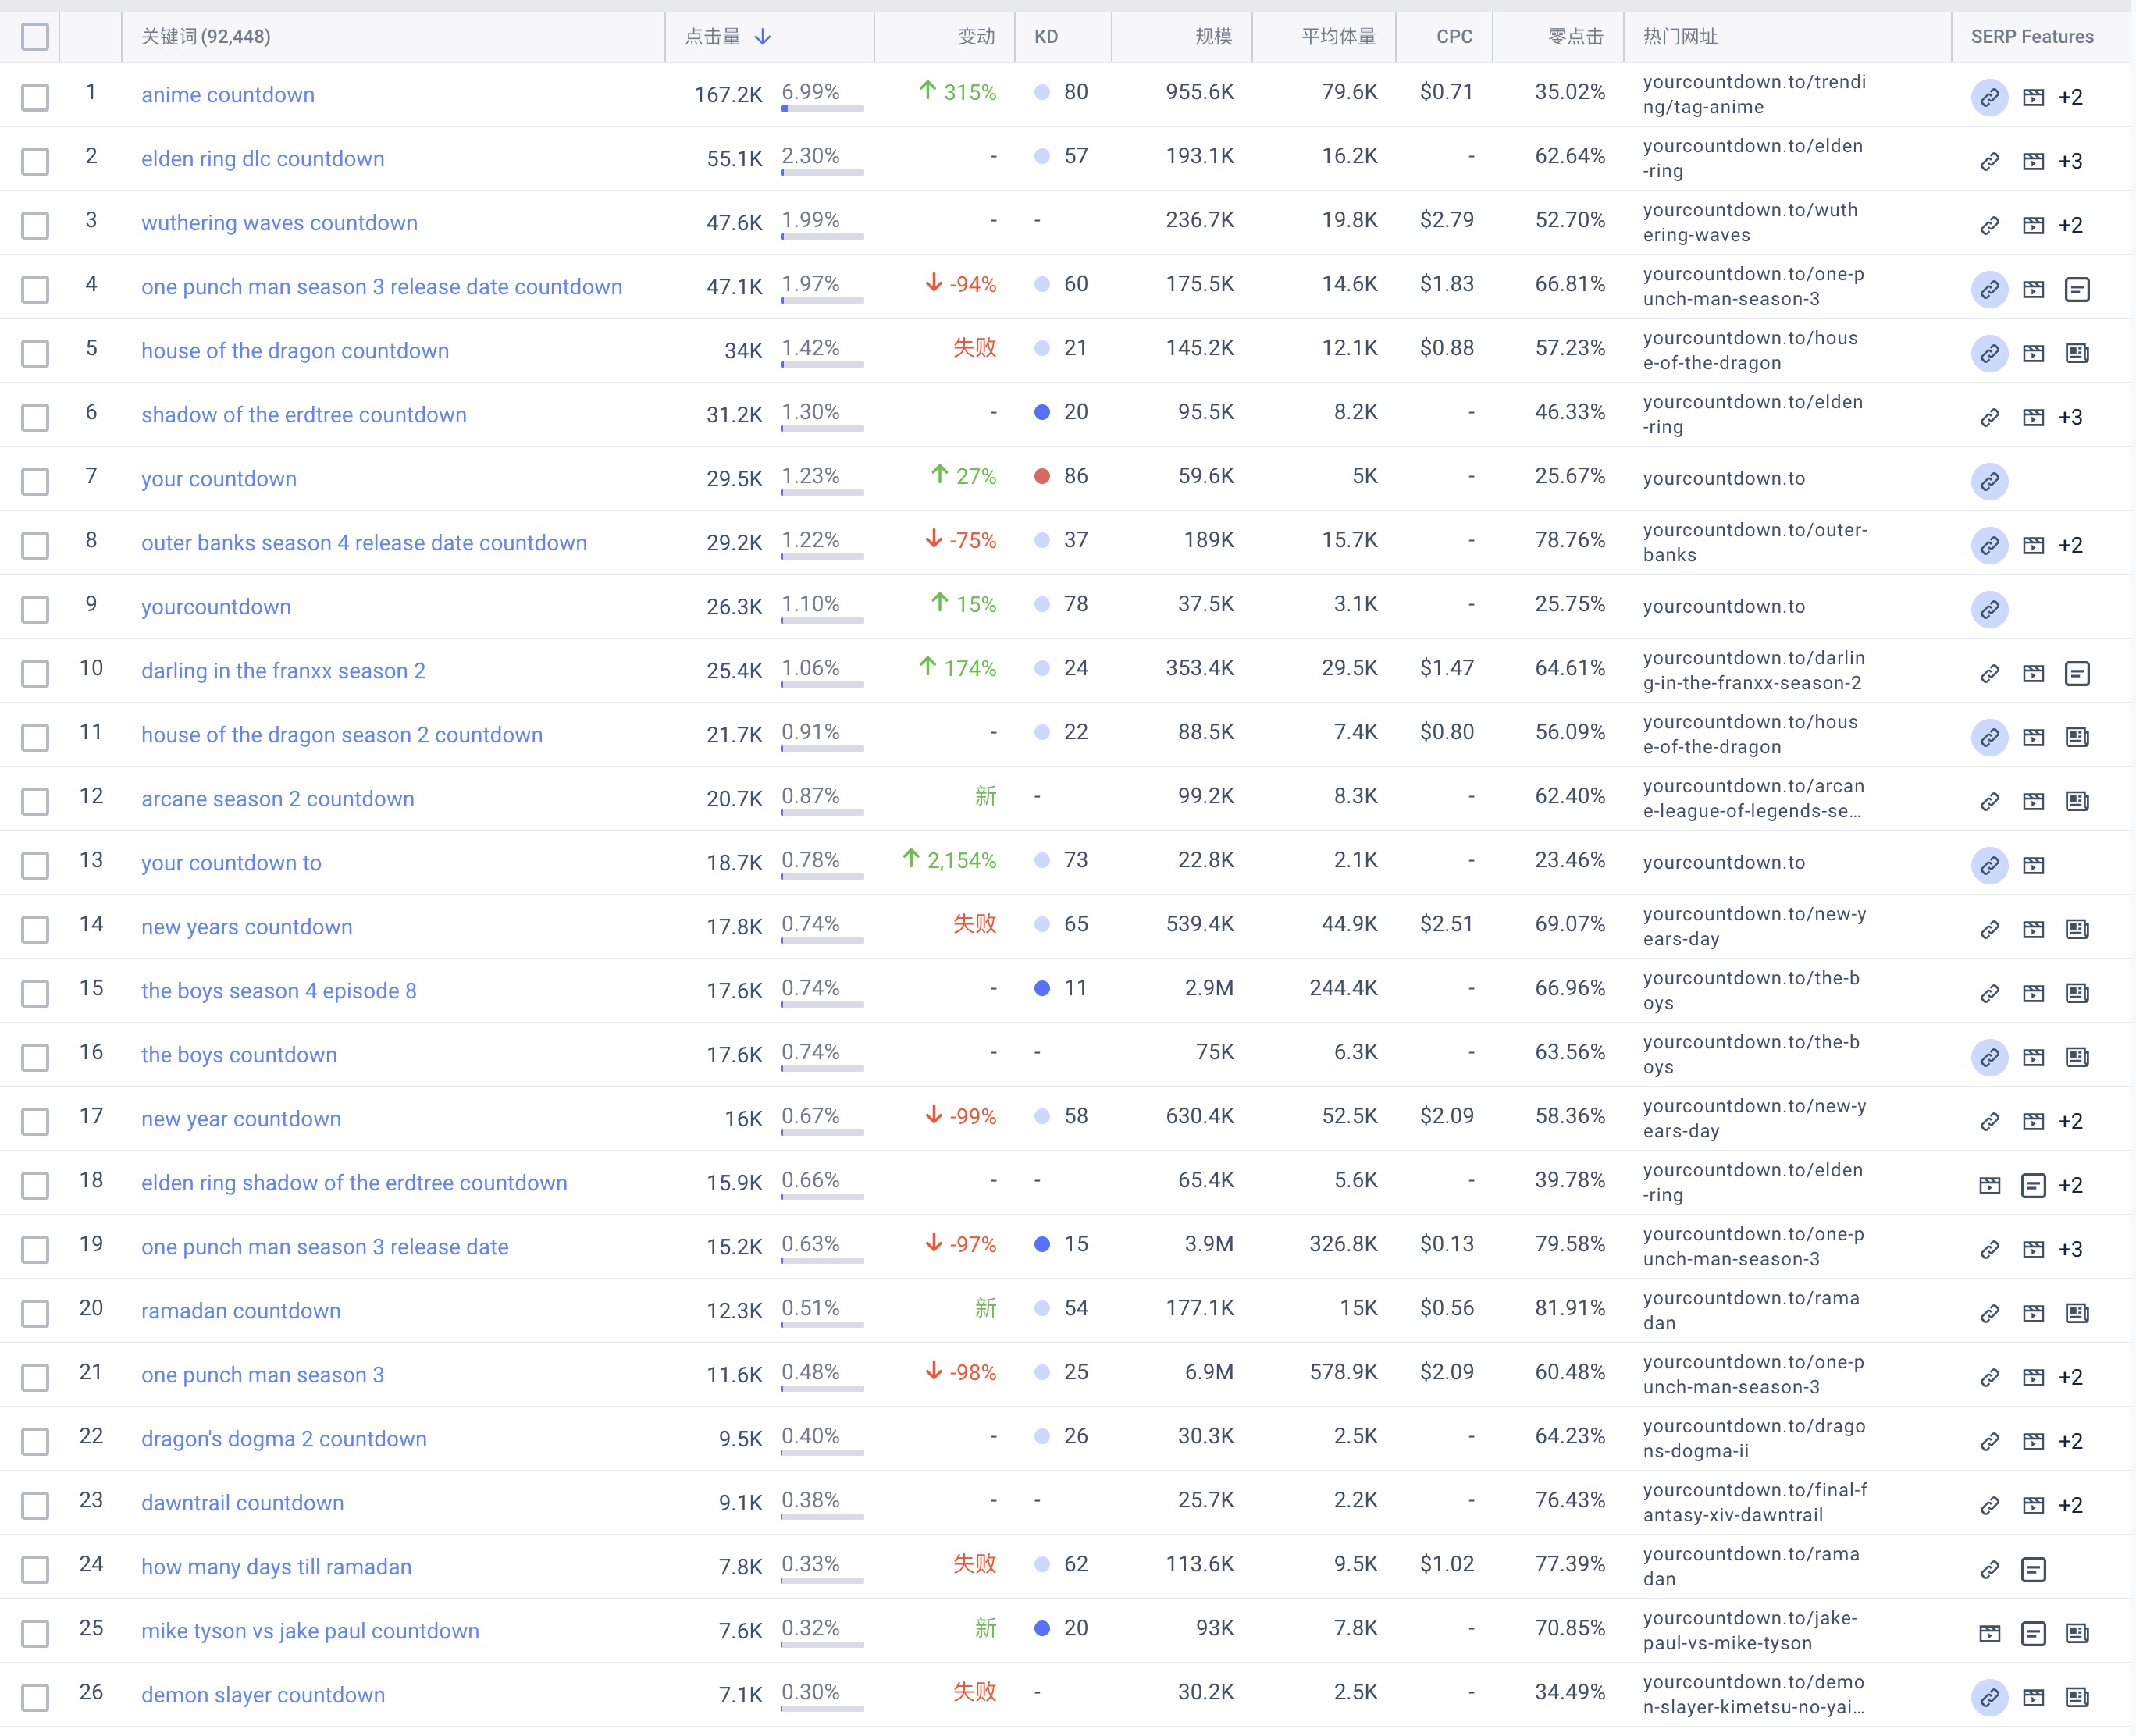 关键词 (92,448) 点击量 变动 KD 规模 平均体量 CPC 零点击 热门网址 SERP Features
1 anime countdown 167.2K 6.99% 315% 80 955.6K 79.6K $0.71 35.02% yourcountdown.to/trendi
ng/tag-anime +2
2 elden ring dlc countdown 55.1K 2.30% - 57 193.1K 16.2K - 62.64% yourcountdown.to/elden
-ring +3
3 wuthering waves countdown 47.6K 1.99% - - 236.7K 19.8K $2.79 52.70% yourcountdown.to/wuth
ering-waves +2
4 one punch man season 3 release date countdown 47.1K 1.97% -94% 60 175.5K 14.6K $1.83 66.81% yourcountdown.to/one-p
unch-man-season-3
5 house of the dragon countdown 34K 1.42% 失败 21 145.2K 12.1K $0.88 57.23% yourcountdown.to/hous
e-of-the-dragon
6 shadow of the erdtree countdown 31.2K 1.30% - 20 95.5K 8.2K - 46.33% yourcountdown.to/elden
-ring +3
7 your countdown 29.5K 1.23% 27% 86 59.6K 5K - 25.67% yourcountdown.to
8 outer banks season 4 release date countdown 29.2K 1.22% -75% 37 189K 15.7K - 78.76% yourcountdown.to/outer-
banks +2
9 yourcountdown 26.3K 1.10% 15% 78 37.5K 3.1K - 25.75% yourcountdown.to
10 darling in the franxx season 2 25.4K 1.06% 174% 24 353.4K 29.5K $1.47 64.61% yourcountdown.to/darlin
g-in-the-franxx-season-2
11 house of the dragon season 2 countdown 21.7K 0.91% - 22 88.5K 7.4K $0.80 56.09% yourcountdown.to/hous
e-of-the-dragon
12 arcane season 2 countdown 20.7K 0.87% 新 - 99.2K 8.3K - 62.40% yourcountdown.to/arcan
e-league-of-legends-se...
13 your countdown to 18.7K 0.78% 2,154% 73 22.8K 2.1K - 23.46% yourcountdown.to
14 new years countdown 17.8K 0.74% 失败 65 539.4K 44.9K $2.51 69.07% yourcountdown.to/new-y
ears-day
15 the boys season 4 episode 8 17.6K 0.74% - 11 2.9M 244.4K - 66.96% yourcountdown.to/the-b
oys
16 the boys countdown 17.6K 0.74% - - 75K 6.3K - 63.56% yourcountdown.to/the-b
oys
17 new year countdown 16K 0.67% -99% 58 630.4K 52.5K $2.09 58.36% yourcountdown.to/new-y
ears-day +2
18 elden ring shadow of the erdtree countdown 15.9K 0.66% - - 65.4K 5.6K - 39.78% yourcountdown.to/elden
-ring +2
19 one punch man season 3 release date 15.2K 0.63% -97% 15 3.9M 326.8K $0.13 79.58% yourcountdown.to/one-p
unch-man-season-3 +3
20 ramadan countdown 12.3K 0.51% 新 54 177.1K 15K $0.56 81.91% yourcountdown.to/rama
dan
21 one punch man season 3 11.6K 0.48% -98% 25 6.9M 578.9K $2.09 60.48% yourcountdown.to/one-p
unch-man-season-3 +2
22 dragon's dogma 2 countdown 9.5K 0.40% - 26 30.3K 2.5K - 64.23% yourcountdown.to/drago
ns-dogma-ii +2
23 dawntrail countdown 9.1K 0.38% - - 25.7K 2.2K - 76.43% yourcountdown.to/final-f
antasy-xiv-dawntrail +2
24 how many days till ramadan 7.8K 0.33% 失败 62 113.6K 9.5K $1.02 77.39% yourcountdown.to/rama
dan
25 mike tyson vs jake paul countdown 7.6K 0.32% 新 20 93K 7.8K - 70.85% yourcountdown.to/jake-
paul-vs-mike-tyson
26 demon slayer countdown 7.1K 0.30% 失败 - 30.2K 2.5K - 34.49% yourcountdown.to/demo
n-slayer-kimetsu-no-yai...